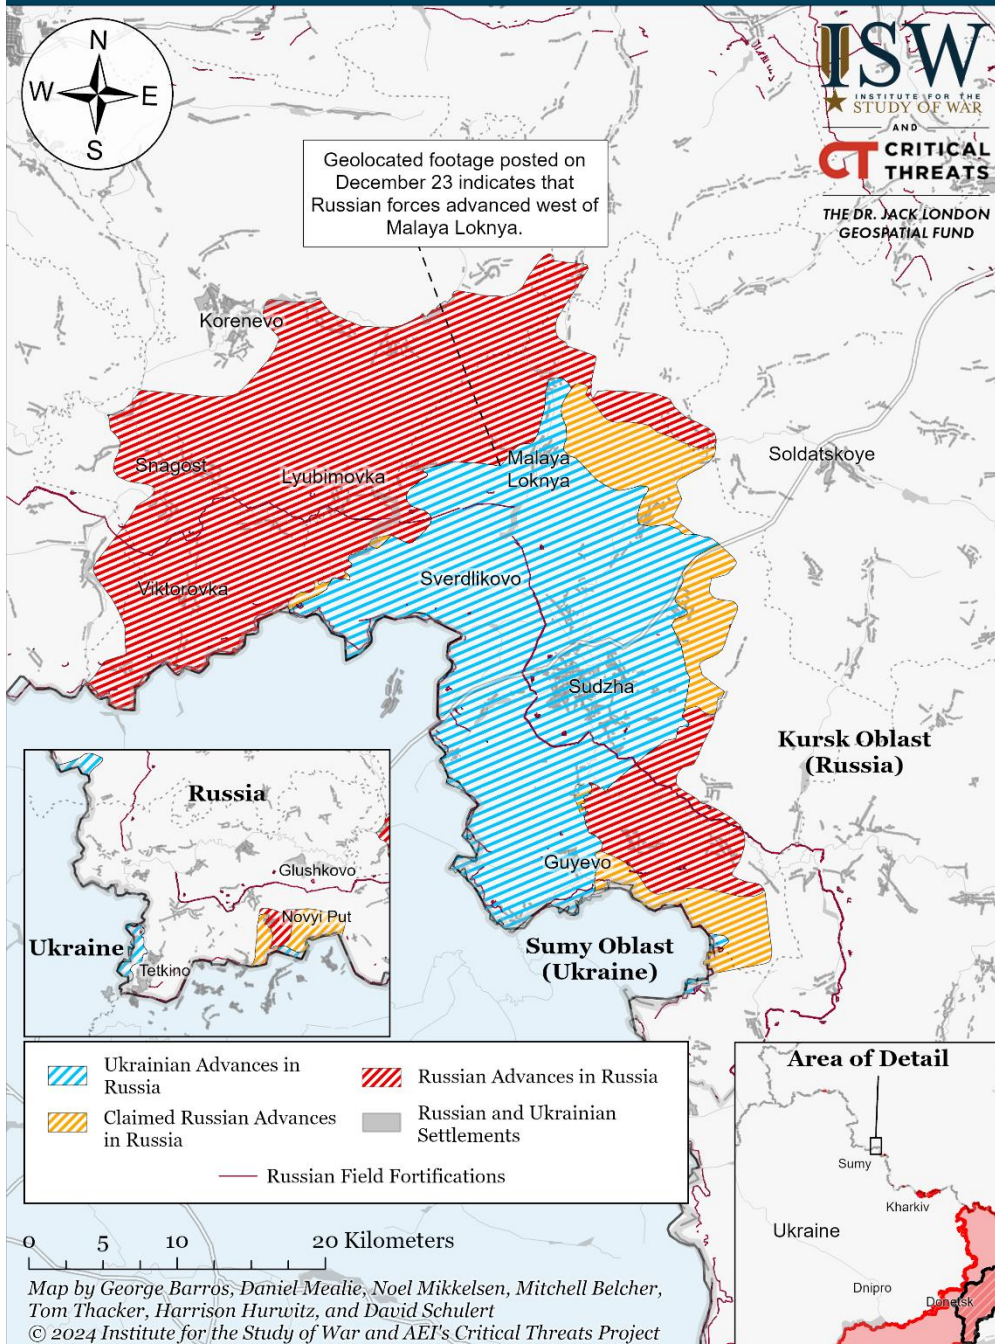 N
W
E
S
ISW
INSTITUTE FOR THE
STUDY OF WAR
AND
CT CRITICAL
THREATS
THE DR. JACK LONDON
GEOSPATIAL FUND
Geolocated footage posted on
December 23 indicates that
Russian forces advanced west of
Malaya Loknya.
Korenevo
Snagost
Lyubimovka
Malaya
Loknya
Soldatskoye
Viktorovka
Sverdlikovo
Sudzha
Kursk Oblast
(Russia)
Guyevo
Sumy Oblast
(Ukraine)
Russia
Glushkovo
Novyi Put
Ukraine
Tetkino
Ukrainian Advances in
Russia
Russian Advances in Russia
Claimed Russian Advances
in Russia
Russian and Ukrainian
Settlements
Russian Field Fortifications
Area of Detail
Sumy
Kharkiv
Ukraine
Dnipro
Donetsk
0 5 10 20 Kilometers
Map by George Barros, Daniel Mealie, Noel Mikkelsen, Mitchell Belcher,
Tom Thacker, Harrison Hurwitz, and David Schulert
© 2024 Institute for the Study of War and AEI's Critical Threats Project